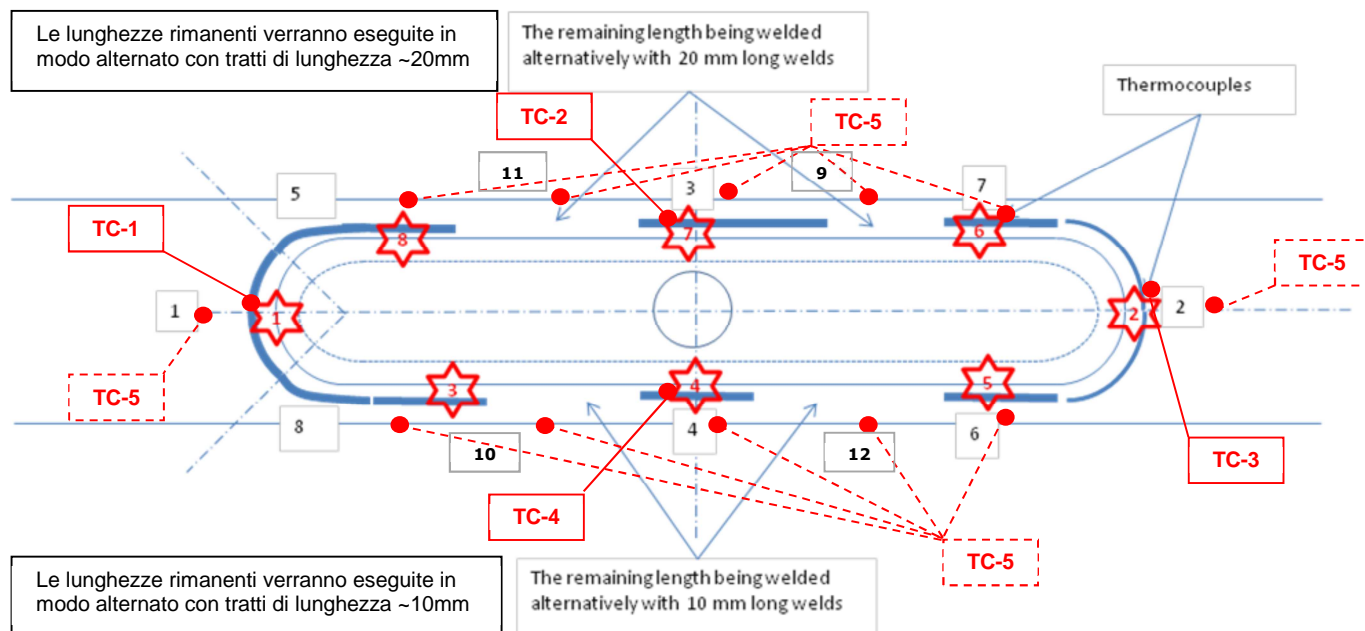 Le lunghezze rimanenti verranno eseguite in
modo alternato con tratti di lunghezza ~20mm
The remaining length being welded
alternatively with 20 mm long welds
Thermocouples
TC-2
TC-5
11
3
9
7
5
TC-1
8
7
6
TC-5
1
1
2
2
TC-5
3
4
5
8
10
4
12
6
TC-3
TC-4
TC-5
Le lunghezze rimanenti verranno eseguite in
modo alternato con tratti di lunghezza ~10mm
The remaining length being welded
alternatively with 10 mm long welds